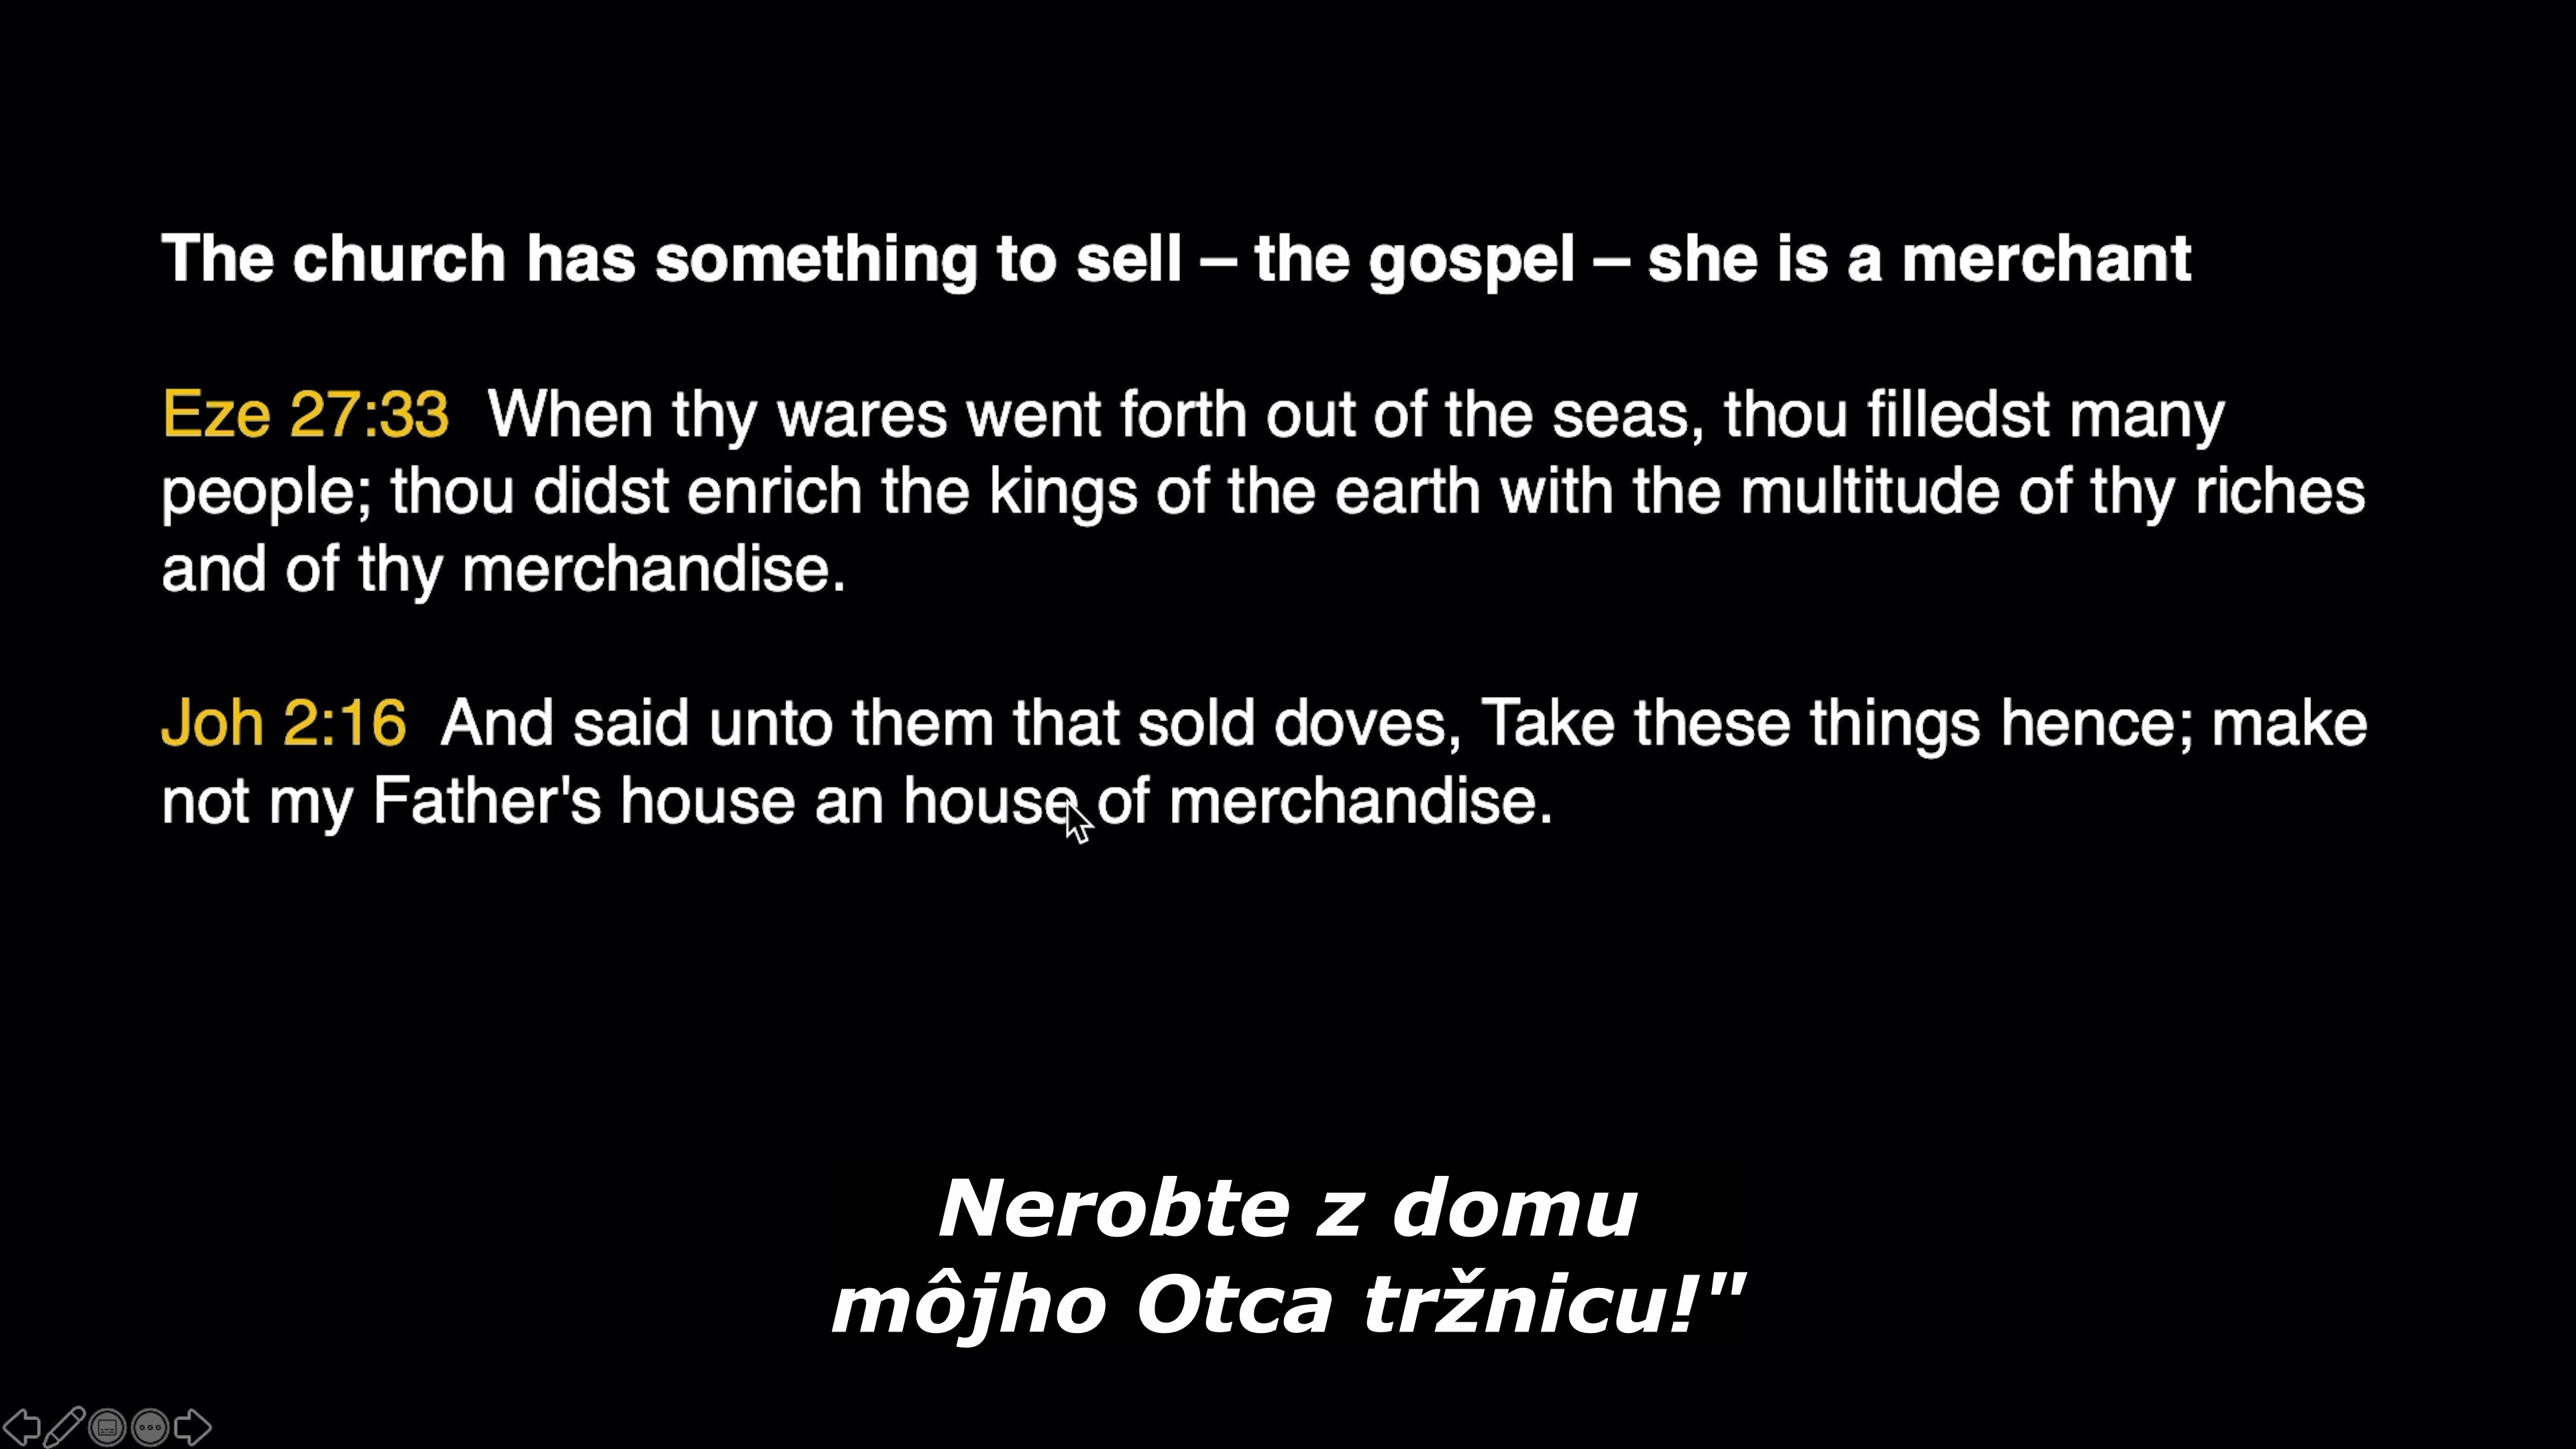 The church has something to sell – the gospel – she is a merchant
Eze 27:33  When thy wares went forth out of the seas, thou filledst many
people; thou didst enrich the kings of the earth with the multitude of thy riches
and of thy merchandise.
Joh 2:16  And said unto them that sold doves, Take these things hence; make
not my Father's house an house of merchandise.
Nerobte z domu
môjho Otca tržnicu!"